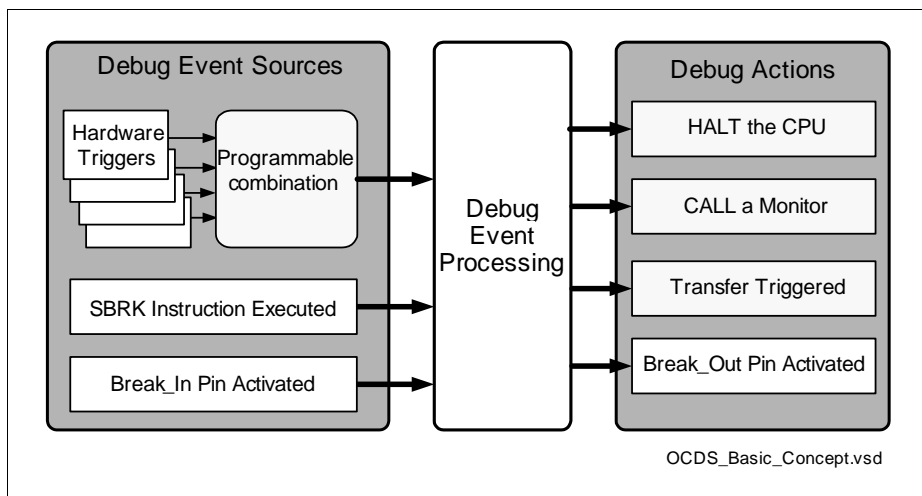 Debug Event Sources
Hardware
Triggers
Programmable
combination
SBRK Instruction Executed
Break_In Pin Activated
Debug
Event
Processing
Debug Actions
HALT the CPU
CALL a Monitor
Transfer Triggered
Break_Out Pin Activated
OCDS_Basic_Concept.vsd